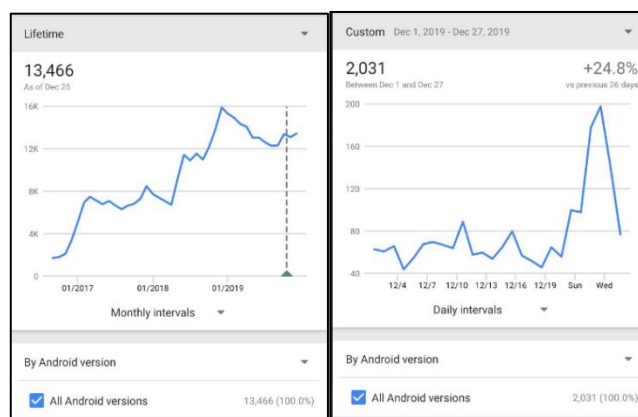 Lifetime
13,466
As of Dec 25
16K
12K
8K
4K
0
01/2017 01/2018 01/2019
Monthly intervals
By Android version
All Android versions 13,466 (100.0%)
Custom Dec 1, 2019 - Dec 27, 2019
2,031 +24.8%
Between Dec 1 and Dec 27 vs previous 26 days
200
160
120
80
40
12/4 12/7 12/10 12/13 12/16 12/19 Sun Wed
Daily intervals
By Android version
All Android versions 2,031 (100.0%)